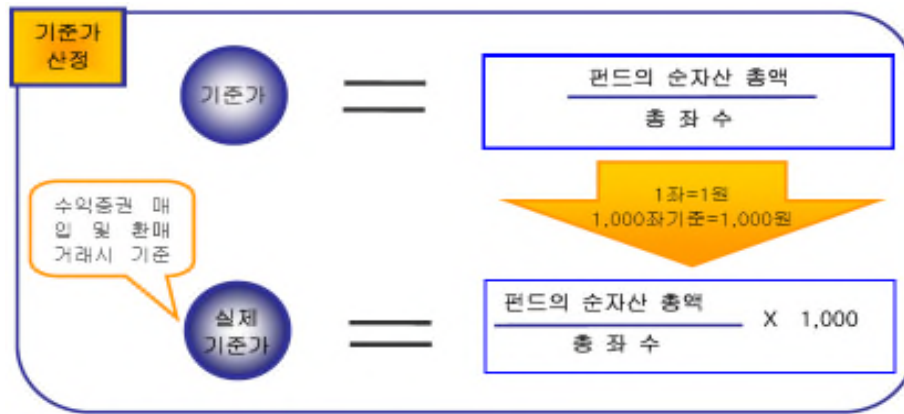 기준가
산정
기준가
펀드의 순자산 총액
총 좌 수
1좌=1원
1,000좌기준=1,000원
수익증권 매
입 및 환매
거래시 기준
실제
기준가
펀드의 순자산 총액
총 좌 수
X 1,000